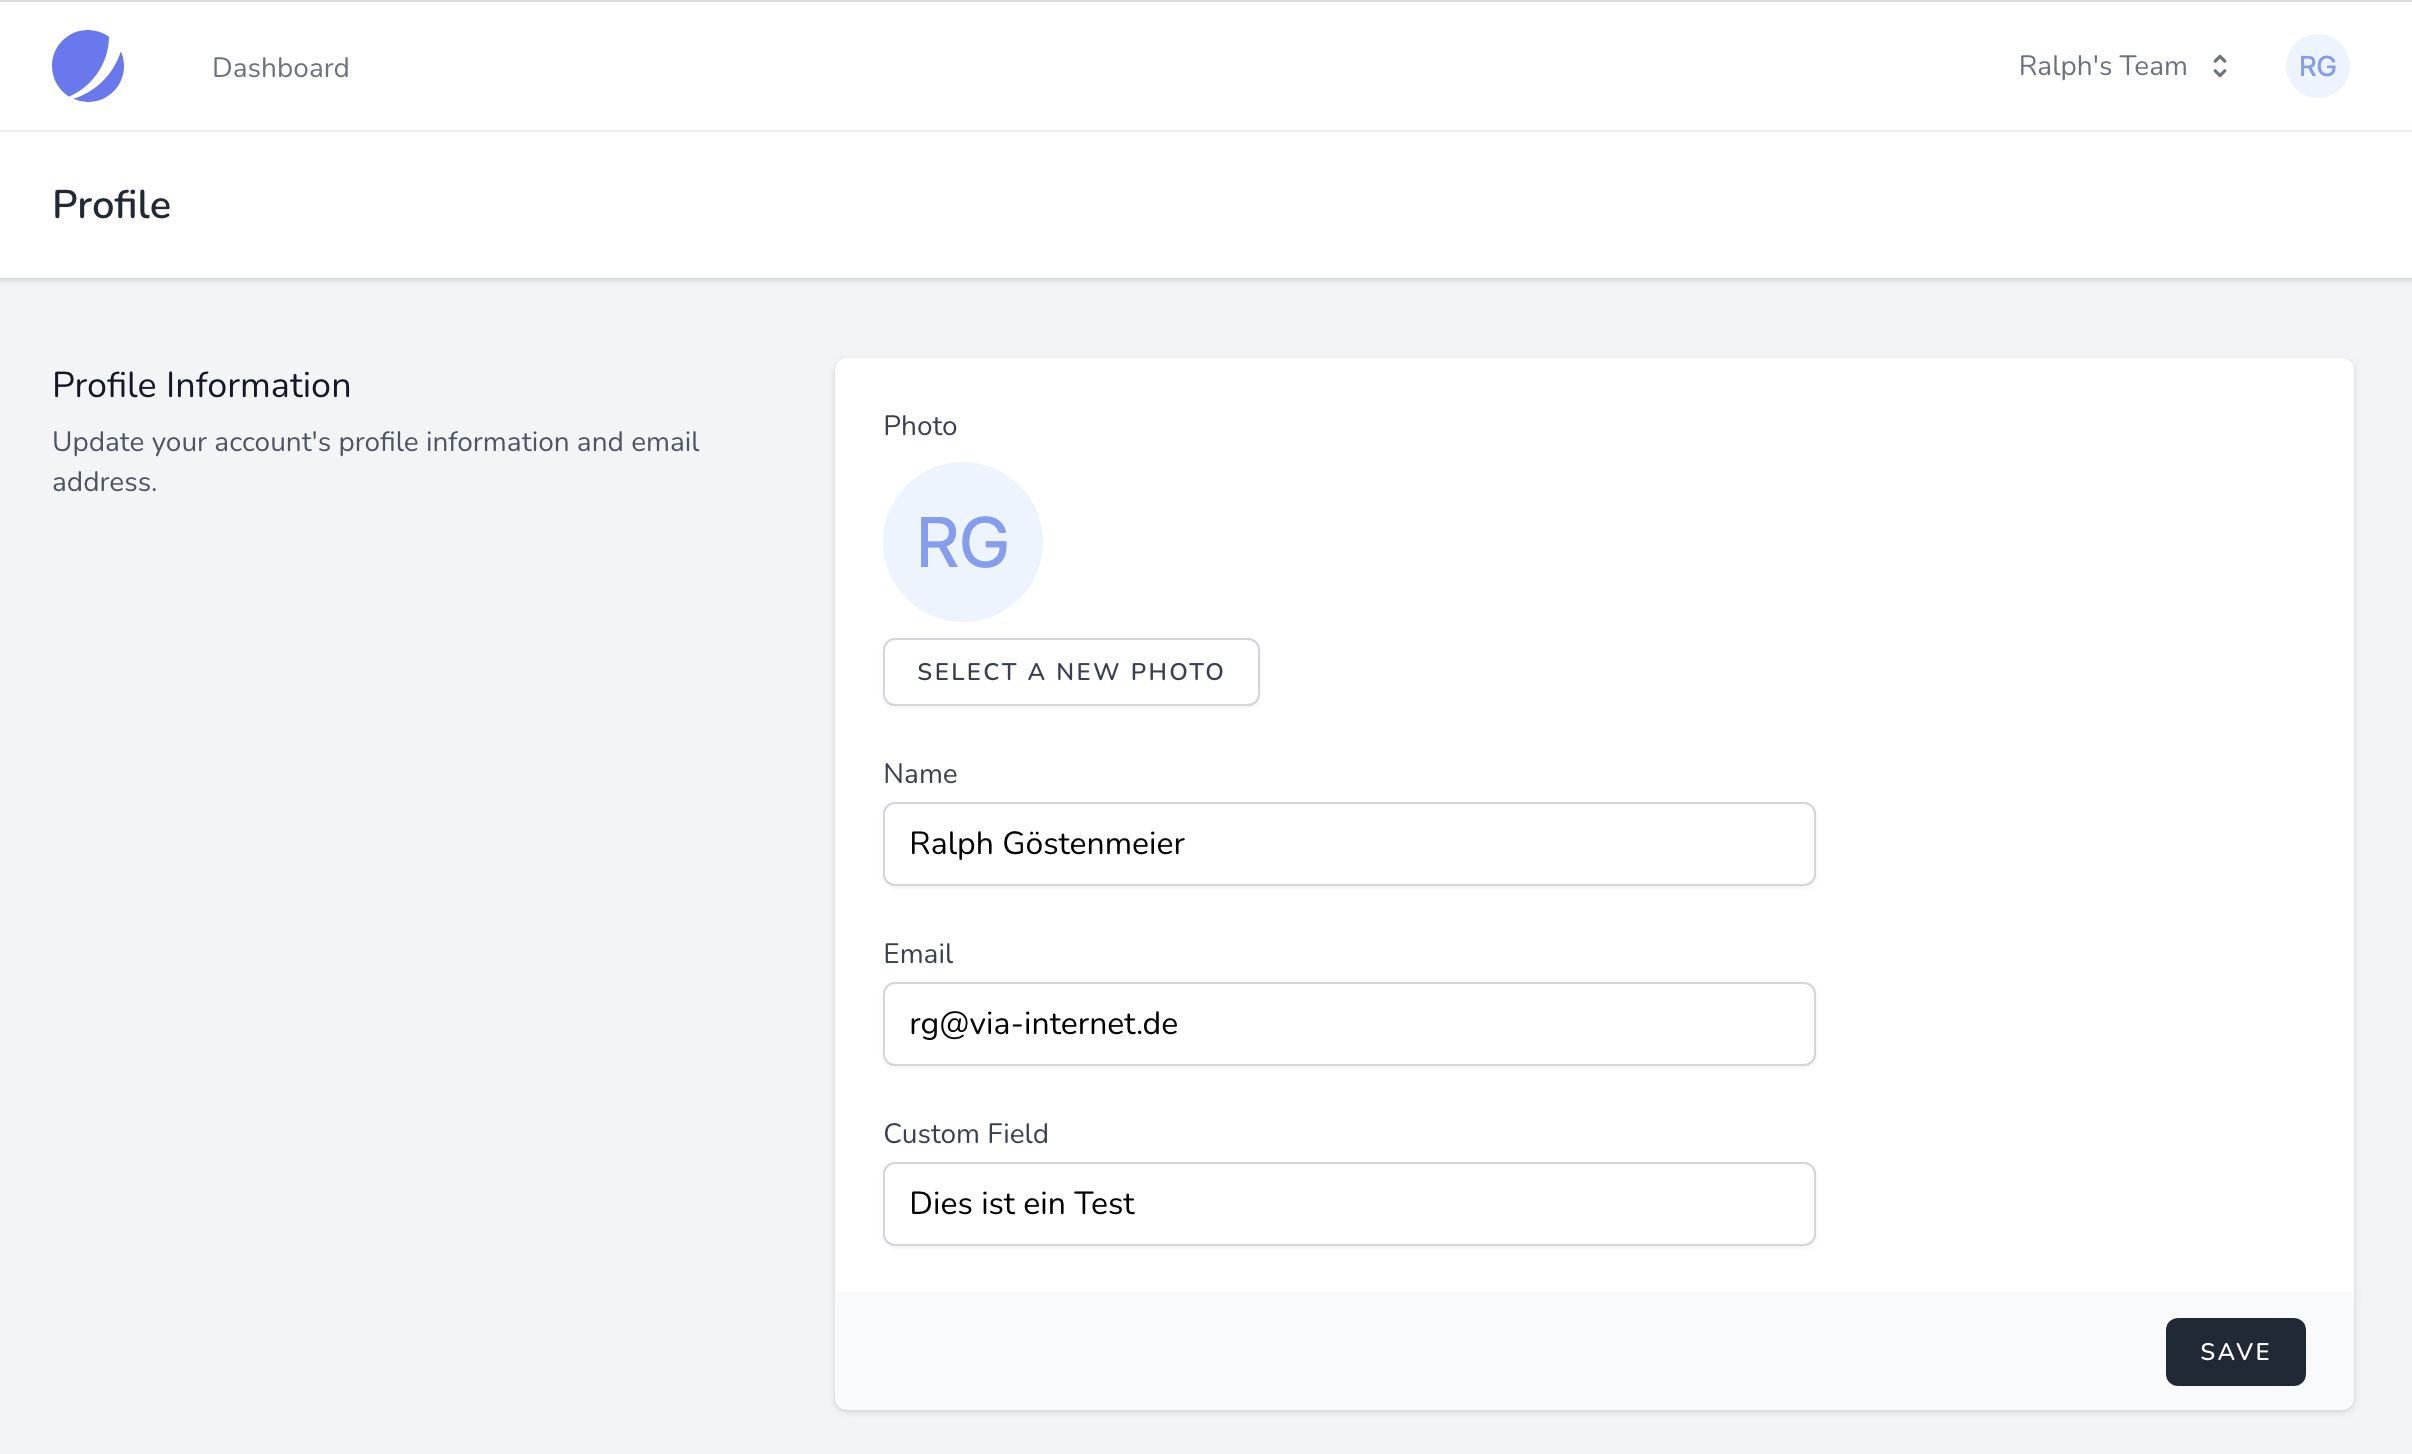 Dashboard
Ralph's Team
RG
Profile
Profile Information
Update your account's profile information and email
address.
Photo
RG
SELECT A NEW PHOTO
Name
Ralph Göstenmeier
Email
rg@via-internet.de
Custom Field
Dies ist ein Test
SAVE